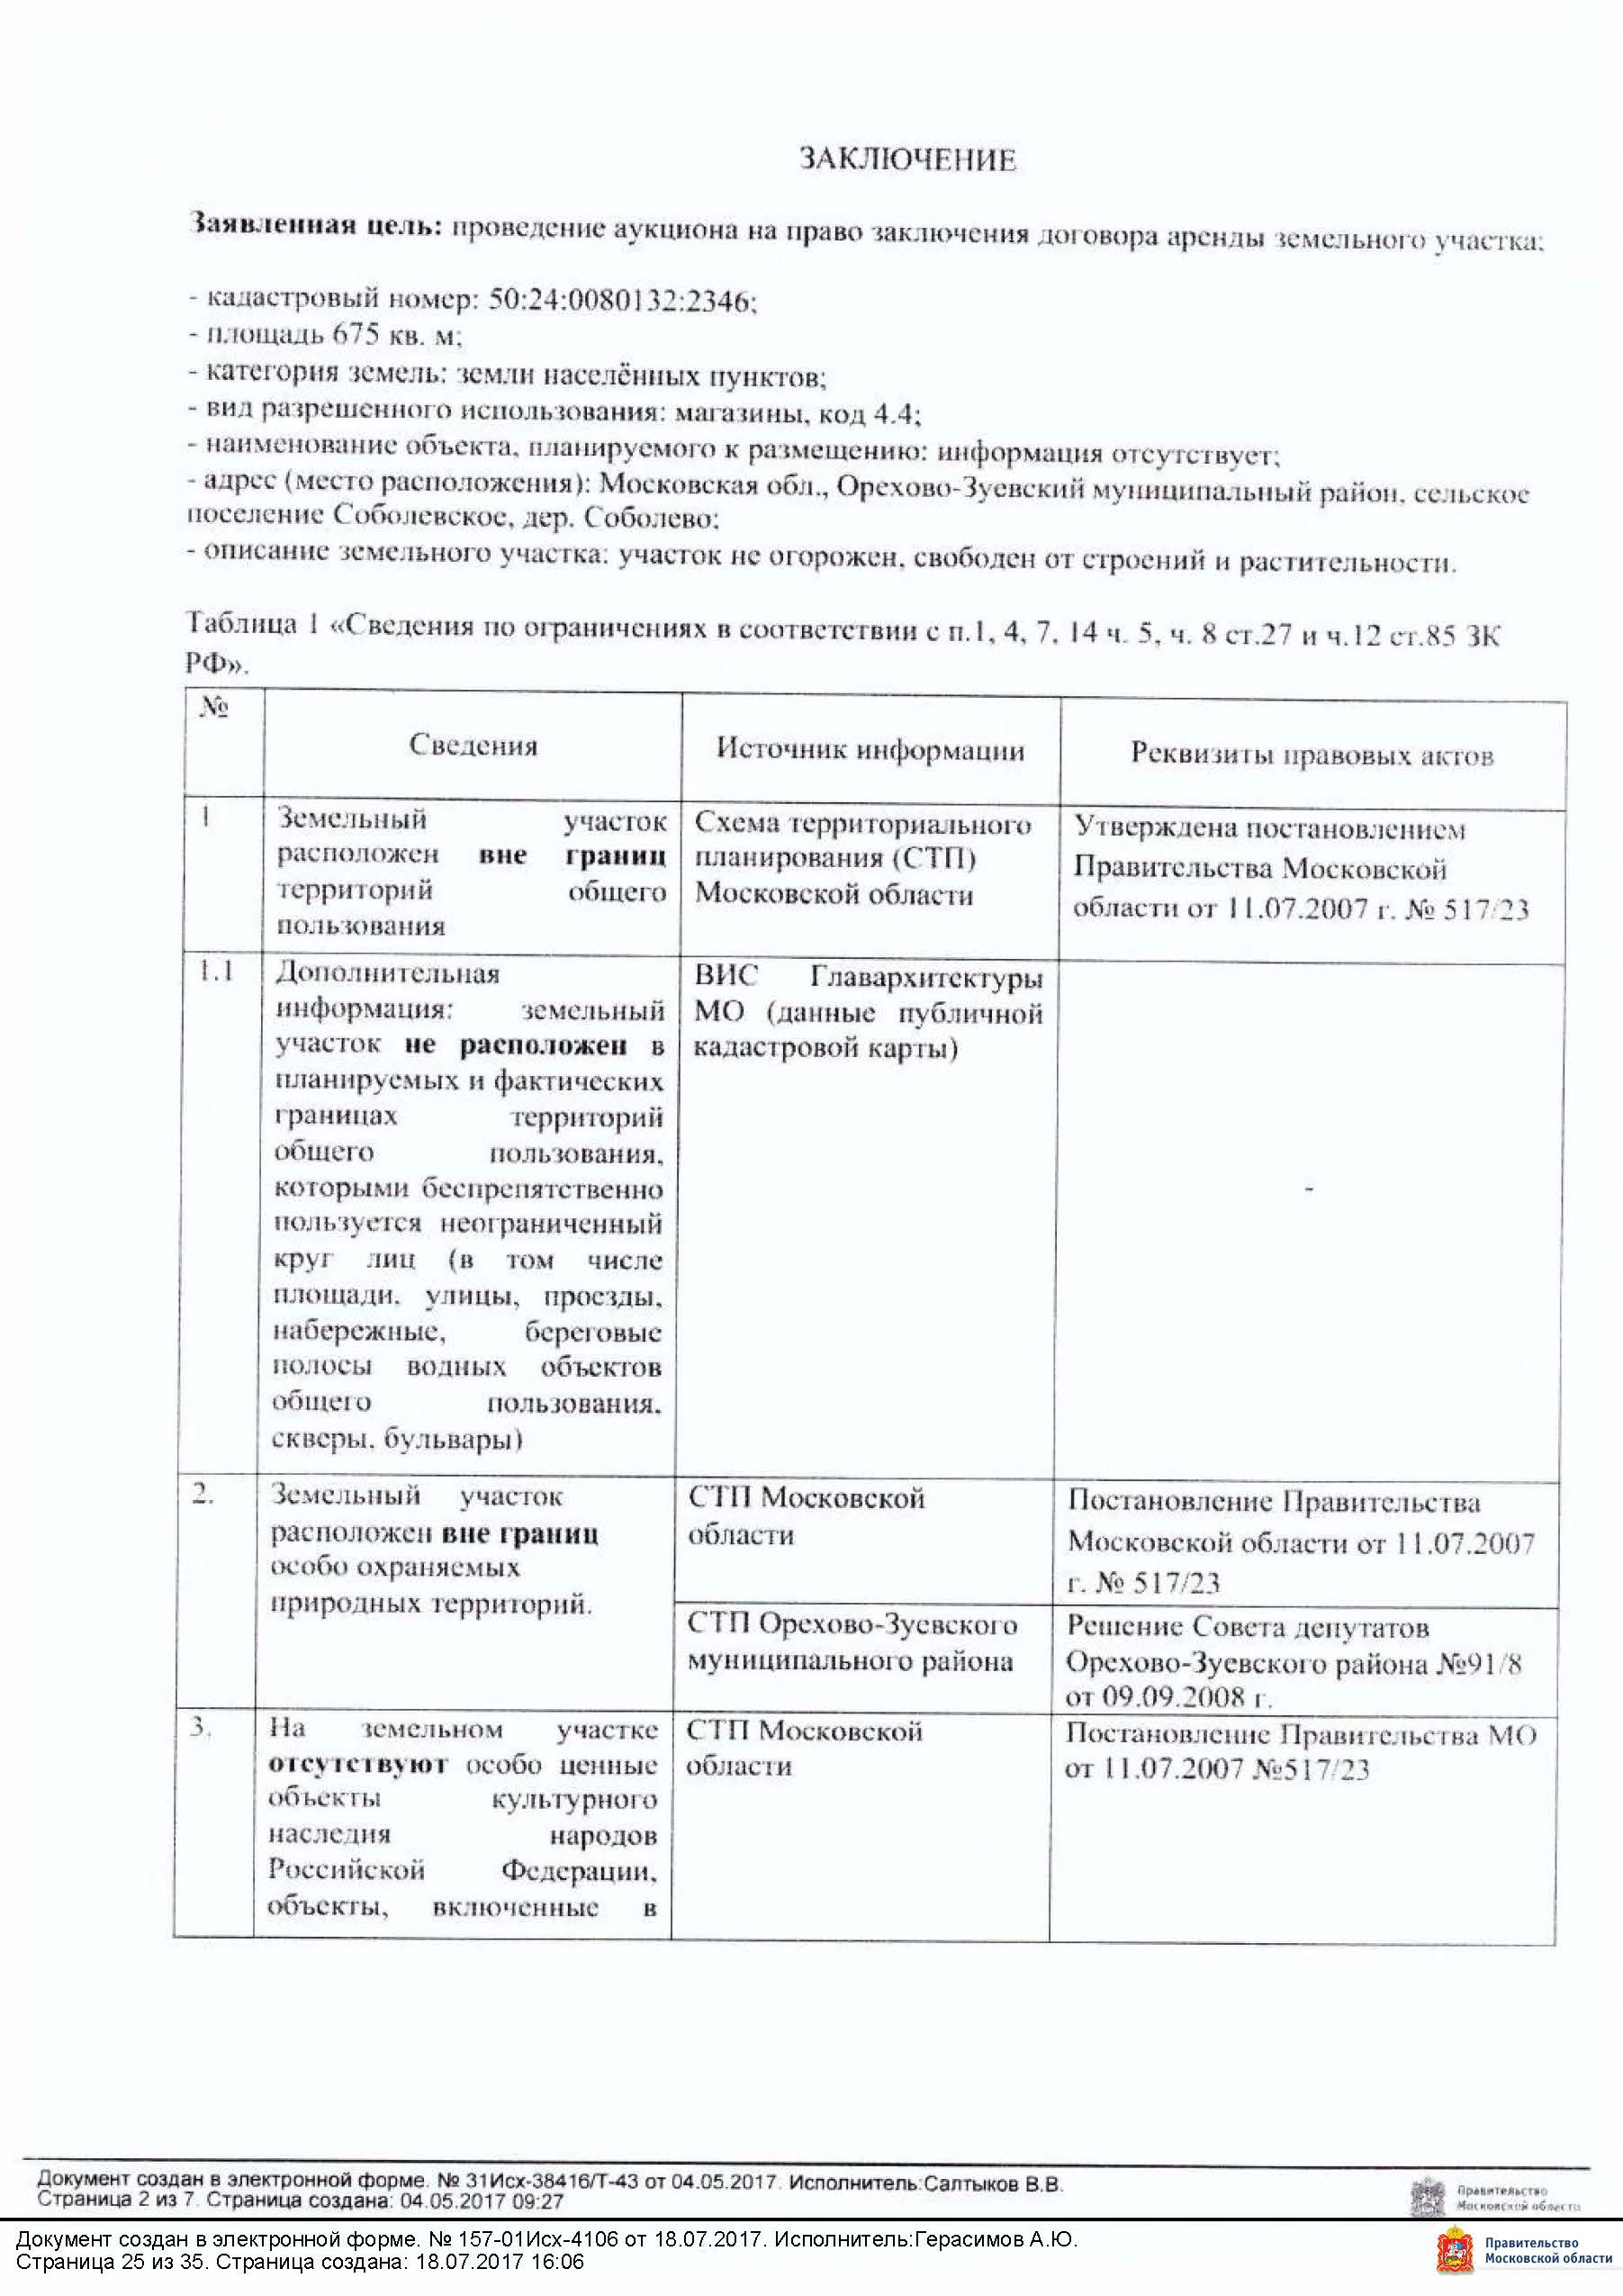 ЗАКЛЮЧЕНИЕ
Заявленная цель: проведение аукциона на право заключения договора аренды земельного участка:
- кадастровый номер: 50:24:0080132:2346;
- площадь 675 кв. м;
- категория земель: земли населённых пунктов;
- вид разрешенного использования: магазины, код 4.4;
- наименование объекта, планируемого к размещению: информация отсутствует;
- адрес (место расположения): Московская обл., Орехово-Зуевский муниципальный район, сельское
поселение Соболевское, дер. Соболево;
- описание земельного участка: участок не огорожен, свободен от строений и растительности.
Таблица 1 «Сведения по ограничениях в соответствии с п.1, 4, 7, 14 ч. 5, ч. 8 ст.27 и ч.12 ст.85 ЗК
РФ».
№
Сведения
Источник информации
Реквизиты правовых актов
1
Земельный участок
расположен вне границ
территорий общего
пользования
Схема территориального
планирования (СТП)
Московской области
Утверждена постановлением
Правительства Московской
области от 11.07.2007 г. № 517/23
1.1
Дополнительная
информация: земельный
участок не расположен в
планируемых и фактических
границах территорий
общего пользования,
которыми беспрепятственно
пользуется неограниченный
круг лиц (в том числе
площади, улицы, проезды,
набережные, береговые
полосы водных объектов
общего пользования,
скверы, бульвары)
ВИС Главархитектуры
МО (данные публичной
кадастровой карты)
-
2.
Земельный участок
расположен вне границ
особо охраняемых
природных территорий.
СТП Московской
области
Постановление Правительства
Московской области от 11.07.2007
г. № 517/23
СТП Орехово-Зуевского
муниципального района
Решение Совета депутатов
Орехово-Зуевского района №91/8
от 09.09.2008 г.
3.
На земельном участке
отсутствуют особо ценные
объекты культурного
наследия народов
Российской Федерации,
объекты, включенные в
СТП Московской
области
Постановление Правительства МО
от 11.07.2007 №517/23
Документ создан в электронной форме. № 31Исх-38416/Т-43 от 04.05.2017. Исполнитель:Салтыков В.В.
Страница 2 из 7. Страница создана: 04.05.2017 09:27
Правительство
Московской области
Документ создан в электронной форме. № 157-01Исх-4106 от 18.07.2017. Исполнитель:Герасимов А.Ю.
Страница 25 из 35. Страница создана: 18.07.2017 16:06
Правительство
Московской области